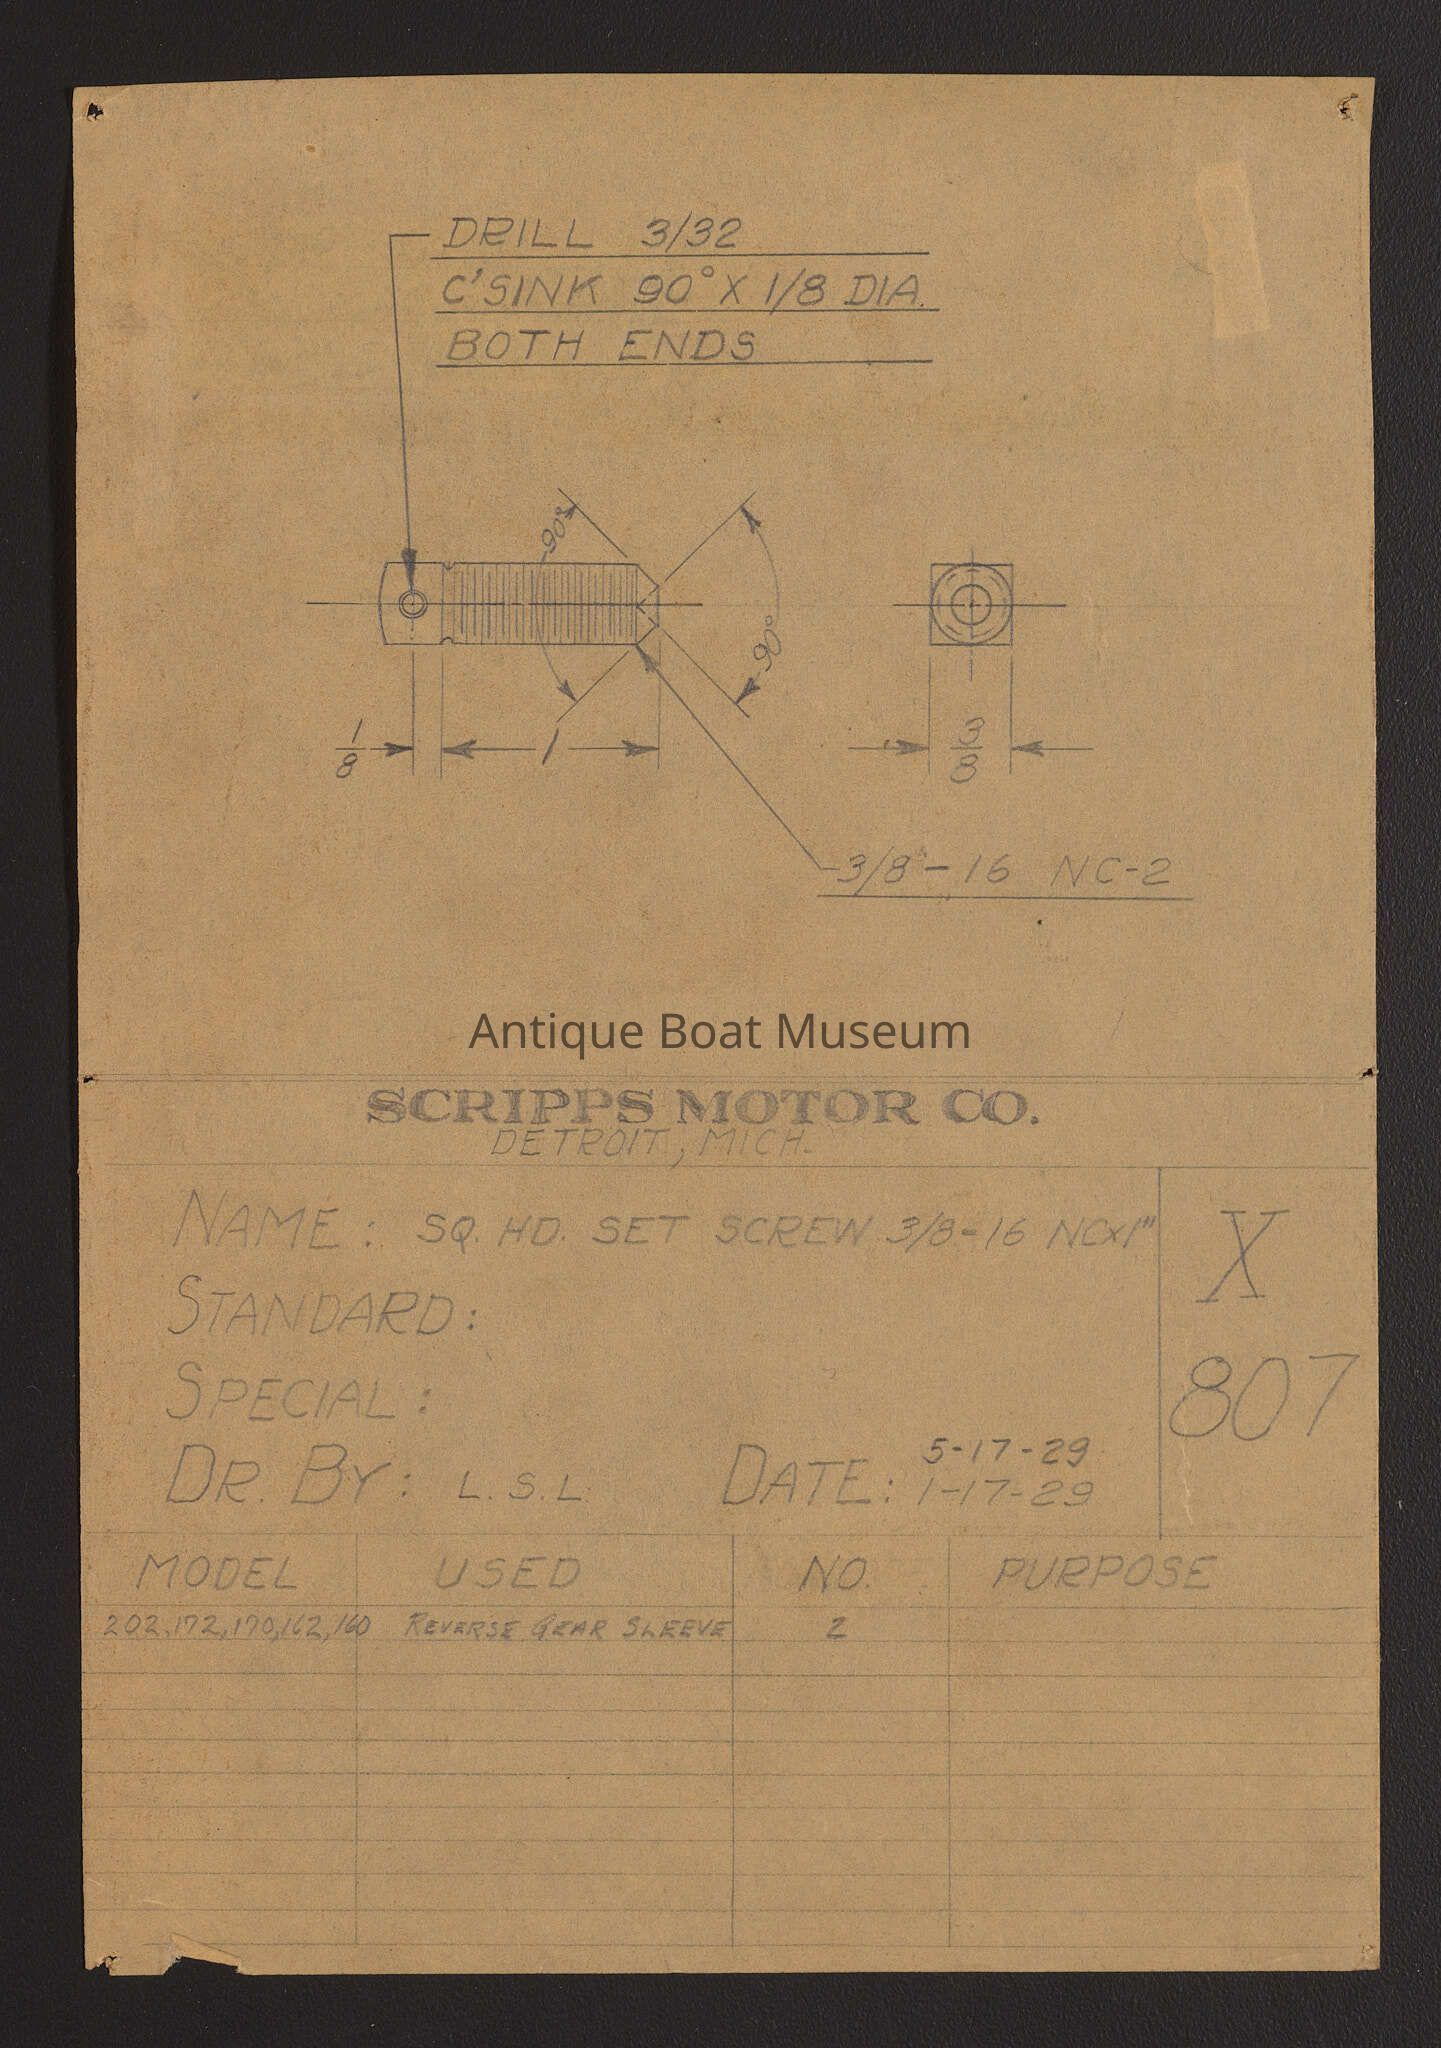 DRILL 3/32
C'SINK 90° X 1/8 DIA.
BOTH ENDS
90°
90°
1/8
1
3/8
3/8"-16 NC-2
Antique Boat Museum
SCRIPPS MOTOR CO.
DETROIT, MICH.
NAME: SQ. HD. SET SCREW 3/8-16 NCX1"
X
807
STANDARD:
SPECIAL:
5-17-29
DR. BY: L.S.L. DATE: 1-17-29
MODEL USED NO. PURPOSE
202,172,170,162,160 REVERSE GEAR SLEEVE 2